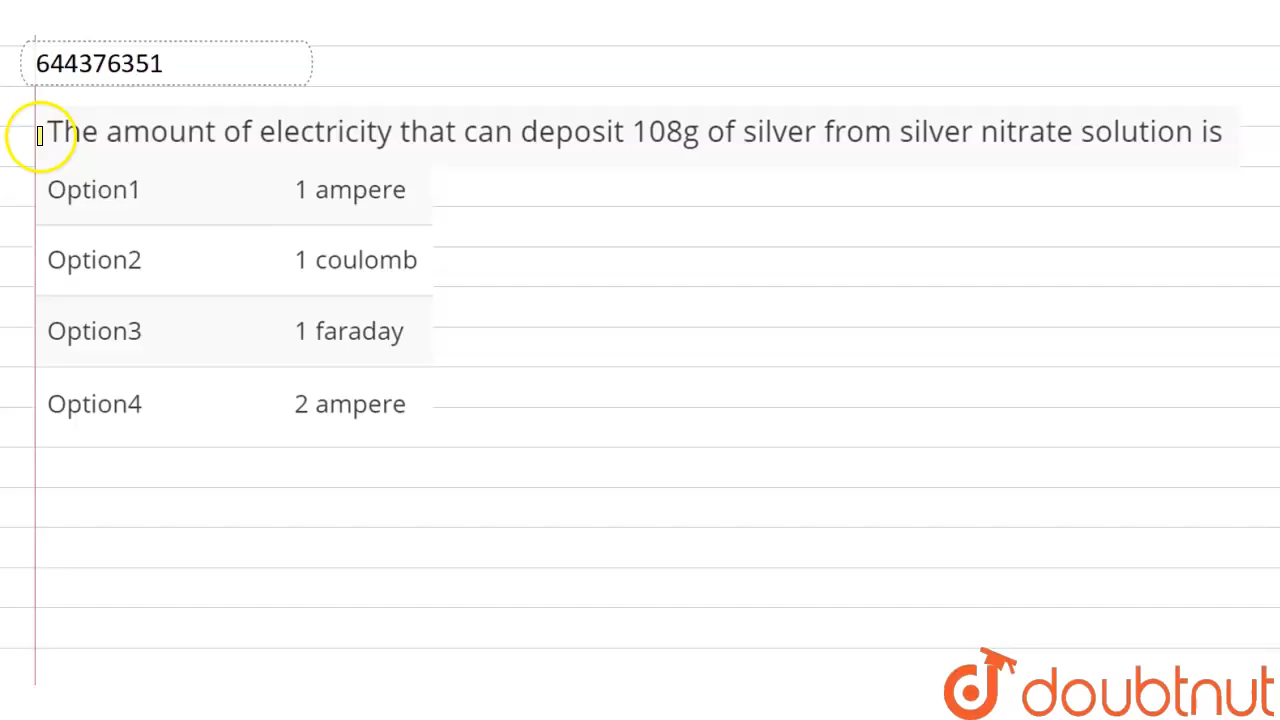 644376351
The amount of electricity that can deposit 108g of silver from silver nitrate solution is
Option1 1 ampere
Option2 1 coulomb
Option3 1 faraday
Option4 2 ampere
doubtnut